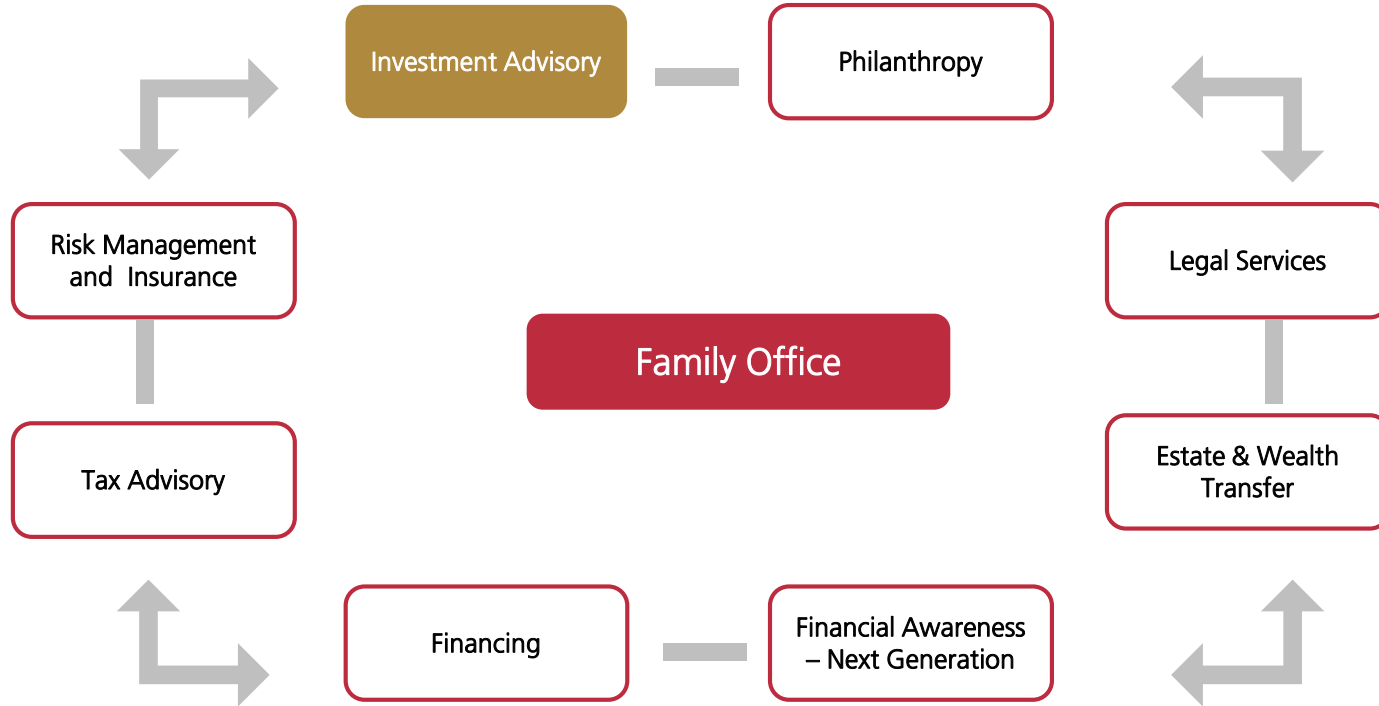 Investment Advisory
Philanthropy
Risk Management
and Insurance
Legal Services
Family Office
Tax Advisory
Estate & Wealth
Transfer
Financing
Financial Awareness
– Next Generation